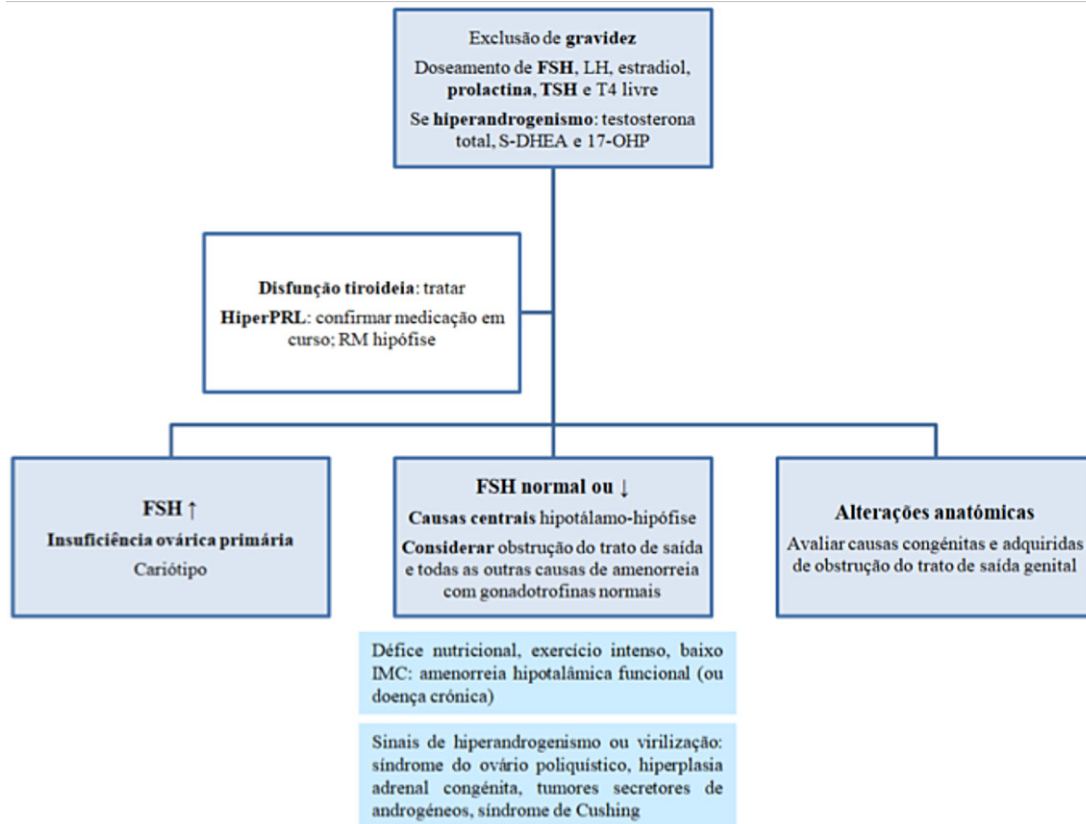 Exclusão de gravidez
Doseamento de FSH, LH, estradiol,
prolactina, TSH e T4 livre
Se hiperandrogenismo: testosterona
total, S-DHEA e 17-OHP
Disfunção tiroideia: tratar
HiperPRL: confirmar medicação em
curso; RM hipófise
FSH ↑
Insuficiência ovárica primária
Cariótipo
FSH normal ou ↓
Causas centrais hipotálamo-hipófise
Considerar obstrução do trato de saída
e todas as outras causas de amenorreia
com gonadotrofinas normais
Alterações anatómicas
Avaliar causas congénitas e adquiridas
de obstrução do trato de saída genital
Défice nutricional, exercício intenso, baixo
IMC: amenorreia hipotalâmica funcional (ou
doença crónica)
Sinais de hiperandrogenismo ou virilização:
síndrome do ovário poliquístico, hiperplasia
adrenal congénita, tumores secretores de
androgéneos, síndrome de Cushing